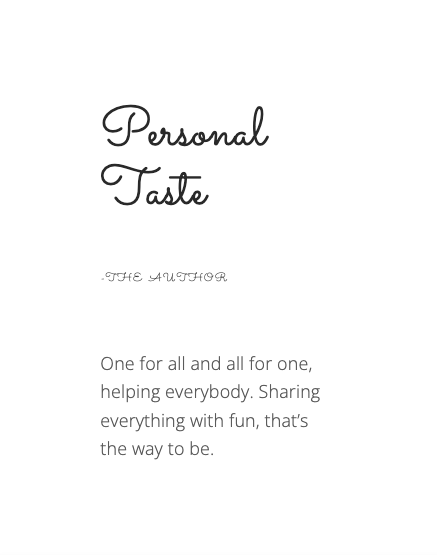 Personal
Taste
-THE AUTHOR
One for all and all for one,
helping everybody. Sharing
everything with fun, that’s
the way to be.